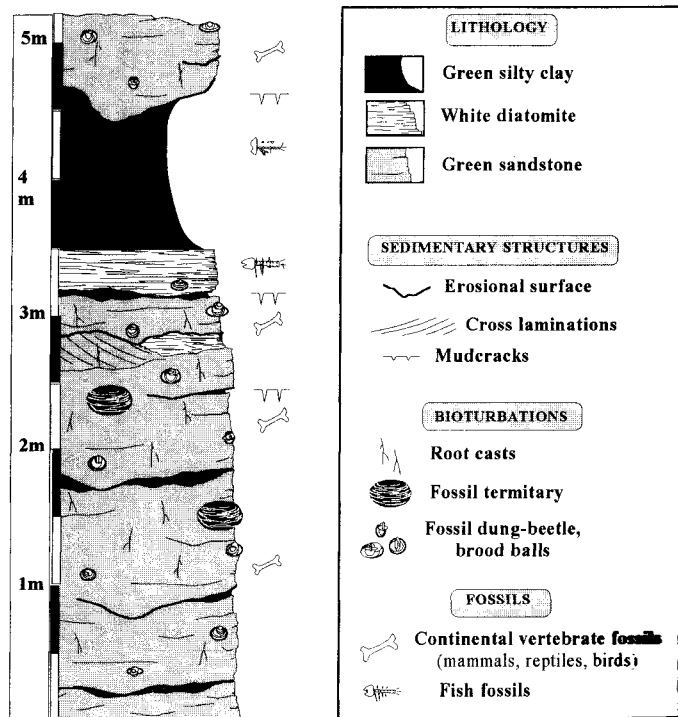 5m
4
m
3m
2m
1m
LITHOLOGY
Green silty clay
White diatomite
Green sandstone
SEDIMENTARY STRUCTURES
Erosional surface
Cross laminations
Mudcracks
BIOTURBATIONS
Root casts
Fossil termitary
Fossil dung-beetle,
brood balls
FOSSILS
Continental vertebrate fossils
(mammals, reptiles, birds)
Fish fossils